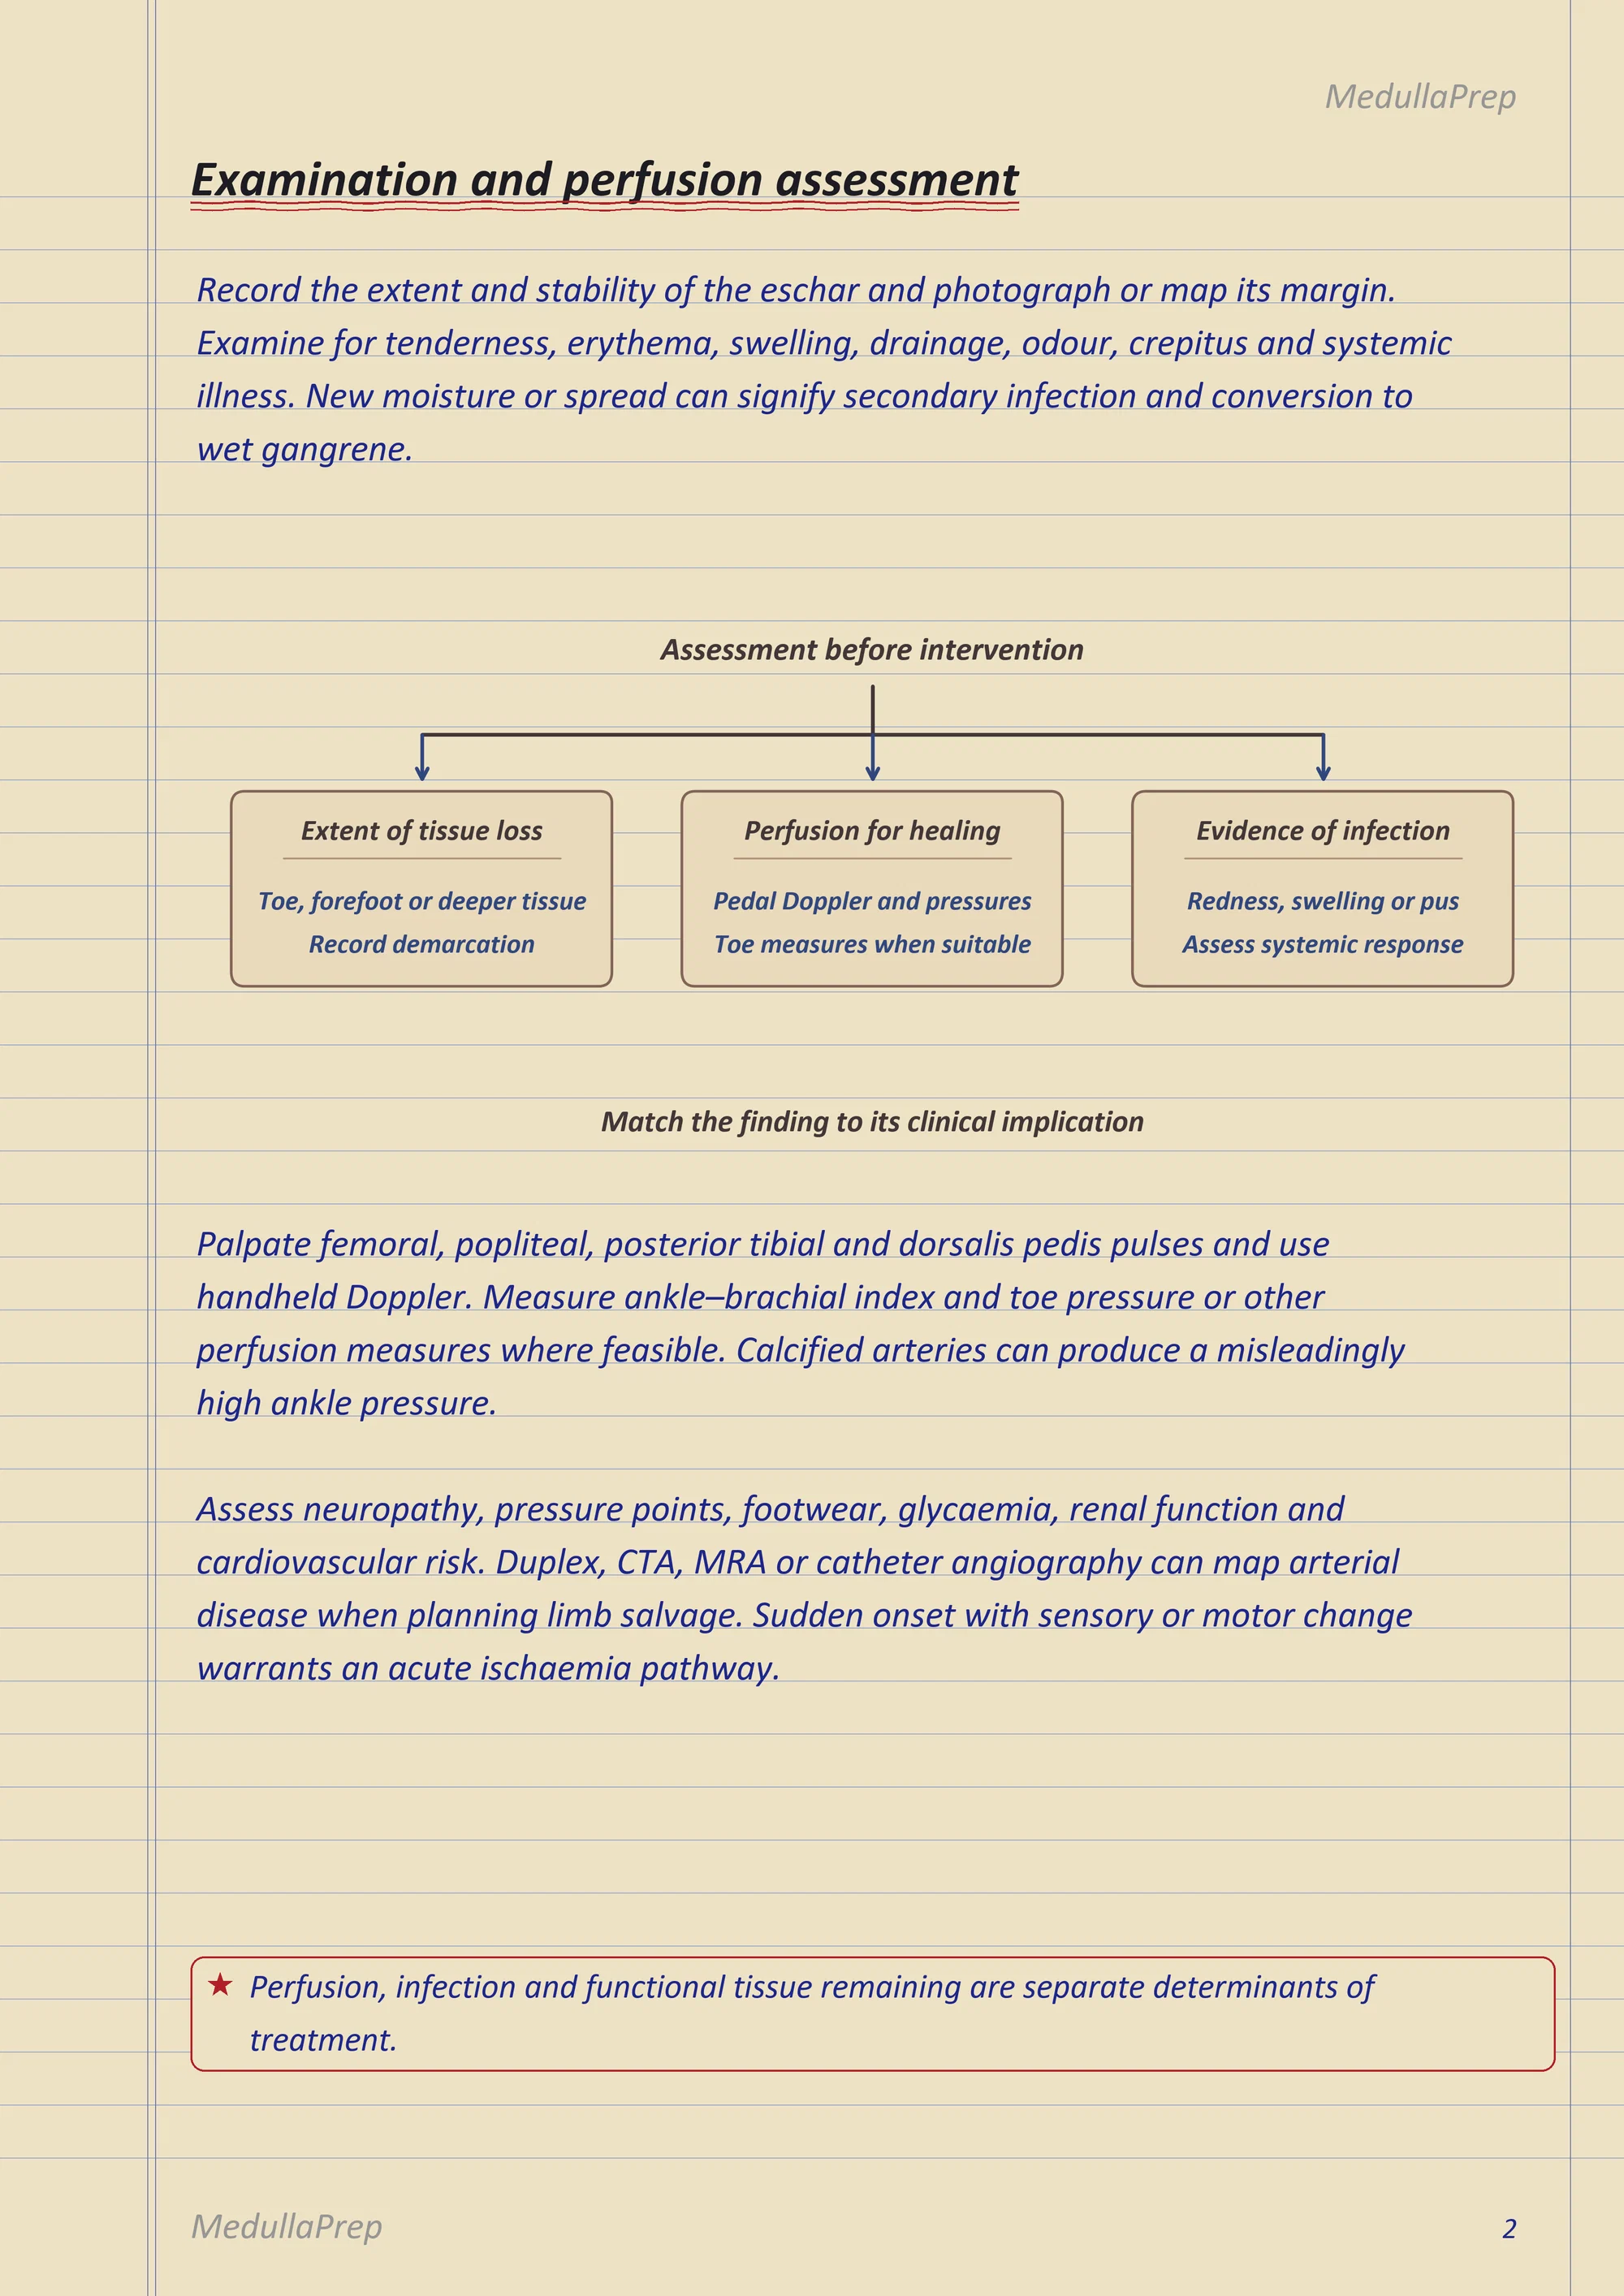 MedullaPrep
Examination and perfusion assessment
Record the extent and stability of the eschar and photograph or map its margin.
Examine for tenderness, erythema, swelling, drainage, odour, crepitus and systemic
illness. New moisture or spread can signify secondary infection and conversion to
wet gangrene.
Assessment before intervention
Extent of tissue loss
Toe, forefoot or deeper tissue
Record demarcation
Perfusion for healing
Pedal Doppler and pressures
Toe measures when suitable
Evidence of infection
Redness, swelling or pus
Assess systemic response
Match the finding to its clinical implication
Palpate femoral, popliteal, posterior tibial and dorsalis pedis pulses and use
handheld Doppler. Measure ankle–brachial index and toe pressure or other
perfusion measures where feasible. Calcified arteries can produce a misleadingly
high ankle pressure.
Assess neuropathy, pressure points, footwear, glycaemia, renal function and
cardiovascular risk. Duplex, CTA, MRA or catheter angiography can map arterial
disease when planning limb salvage. Sudden onset with sensory or motor change
warrants an acute ischaemia pathway.
★ Perfusion, infection and functional tissue remaining are separate determinants of
treatment.
MedullaPrep
2